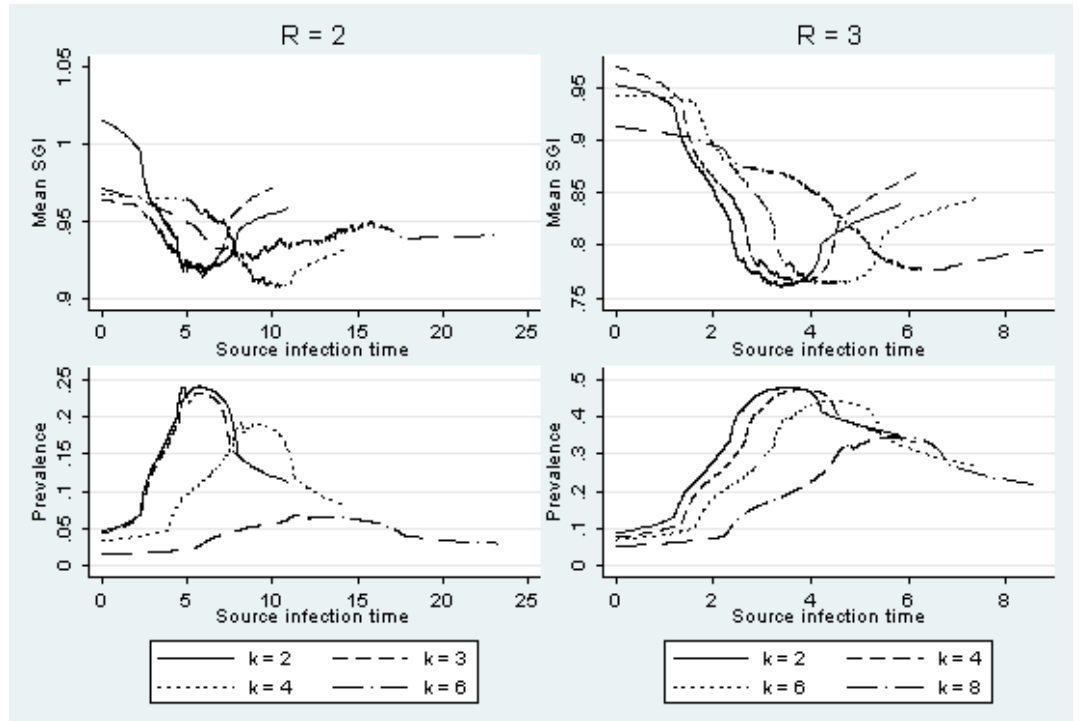 R = 2
R = 3
Mean SGI
.9 .95 1 1.05
0 5 10 15 20 25
Source infection time
Mean SGI
.75 .8 .85 .9 .95
0 2 4 6 8
Source infection time
Prevalence
0 .05 .1 .15 .2 .25
0 5 10 15 20 25
Source infection time
Prevalence
0 .1 .2 .3 .4 .5
0 2 4 6 8
Source infection time
k = 2 k = 3
k = 4 k = 6
k = 2 k = 4
k = 6 k = 8